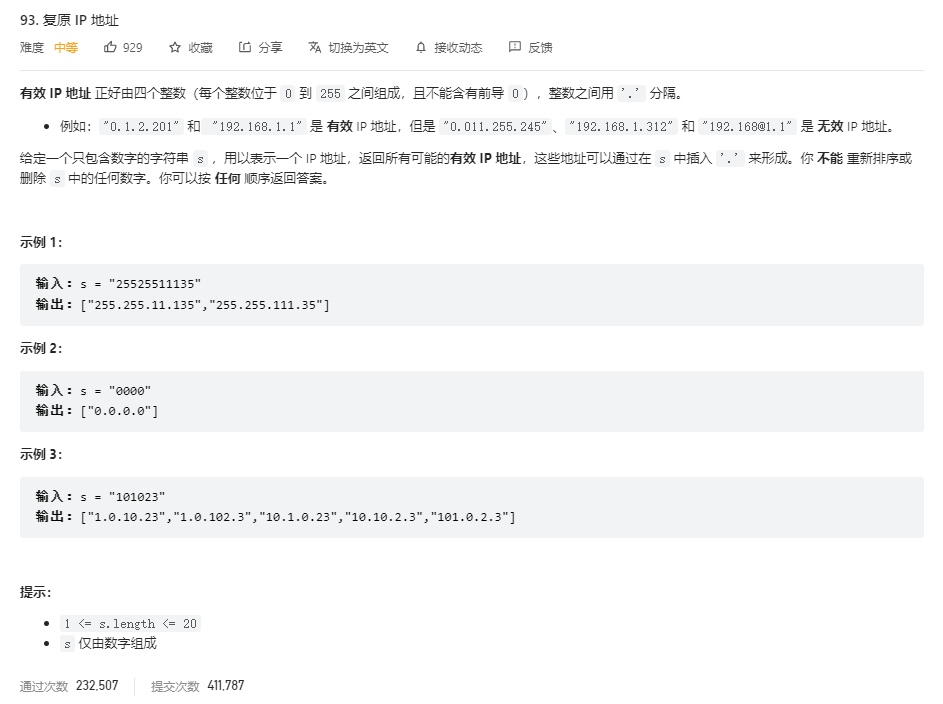 93. 复原 IP 地址
难度 中等 929 收藏 分享 切换为英文 接收动态 反馈
有效 IP 地址 正好由四个整数（每个整数位于 0 到 255 之间组成，且不能含有前导 0），整数之间用 '.' 分隔。
例如："0.1.2.201" 和 "192.168.1.1" 是 有效 IP 地址，但是 "0.011.255.245"、"192.168.1.312" 和 "192.168@1.1" 是 无效 IP 地址。
给定一个只包含数字的字符串 s ，用以表示一个 IP 地址，返回所有可能的有效 IP 地址，这些地址可以通过在 s 中插入 '.' 来形成。你 不能 重新排序或
删除 s 中的任何数字。你可以按 任何 顺序返回答案。
示例 1：
输入：s = "25525511135"
输出：["255.255.11.135","255.255.111.35"]
示例 2：
输入：s = "0000"
输出：["0.0.0.0"]
示例 3：
输入：s = "101023"
输出：["1.0.10.23","1.0.102.3","10.1.0.23","10.10.2.3","101.0.2.3"]
提示：
1 <= s.length <= 20
s 仅由数字组成
通过次数 232,507 提交次数 411,787